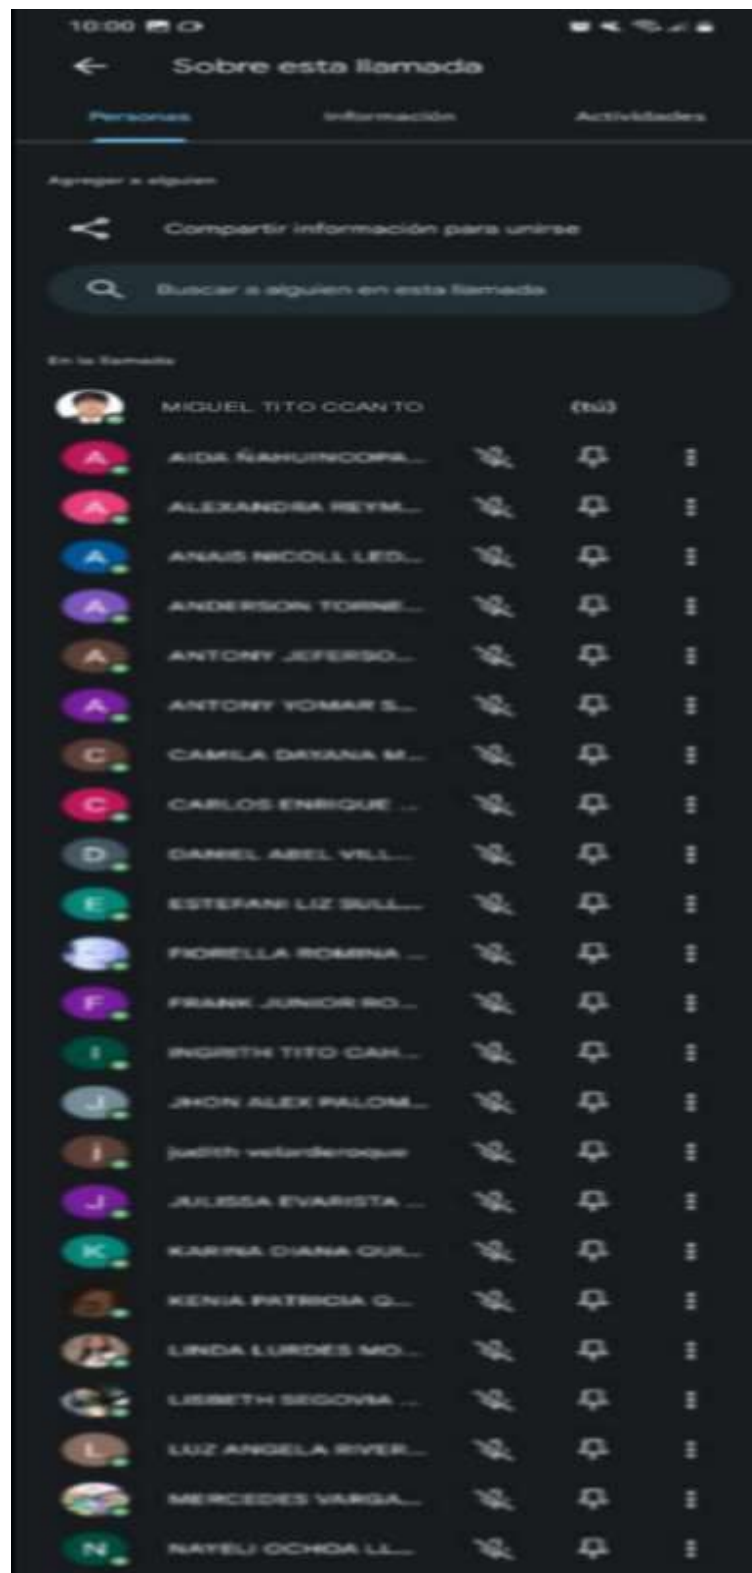 10:00
Sobre esta llamada
Personas Información Actividades
Agregar a alguien
Compartir información para unirse
Buscar a alguien en esta llamada
En la llamada
MIGUEL TITO CCANTO (tú)
A AIDA ÑAHUINCOPA...
A ALEXANDRA REYM...
A ANAIS NICOLL LED...
A ANDERSON TORNE...
A ANTONY JEFERSO...
A ANTONY YOMAR S...
C CAMILA DAYANA M...
C CARLOS ENRIQUE ...
D DANIEL ABEL VILL...
E ESTEFANI LIZ SULL...
FIORELLA ROMINA ...
F FRANK JUNIOR RO...
I INGRITH TITO CAH...
J JHON ALEX PALOM...
j judith velarderoque
J JULISSA EVARISTA ...
K KARINA DIANA QUI...
KENIA PATRICIA Q...
LINDA LURDES MO...
LISBETH SEGOVIA ...
L LUZ ANGELA RIVER...
MERCEDES VARGA...
N NAYELI OCHOA LL...